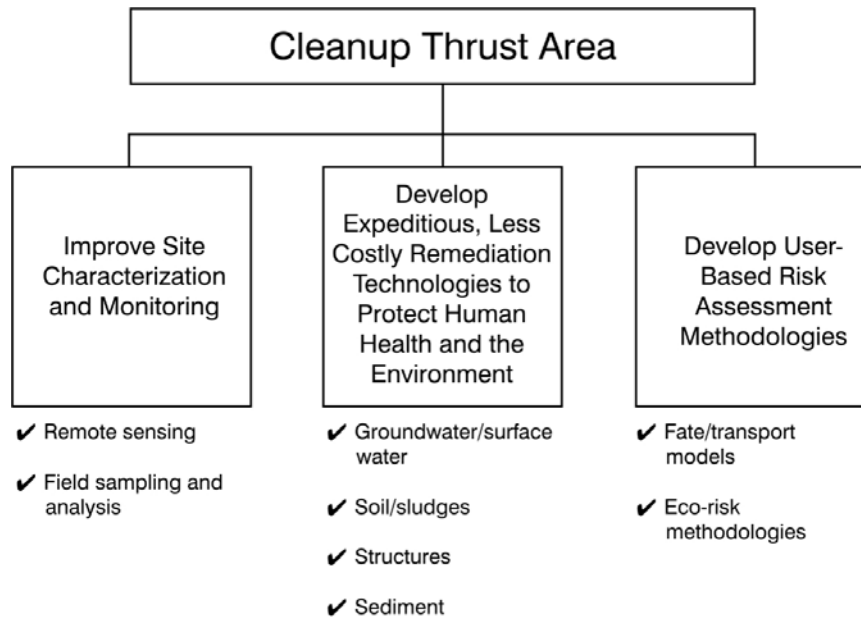 Cleanup Thrust Area
Improve Site
Characterization
and Monitoring
✔ Remote sensing
✔ Field sampling and
analysis
Develop
Expeditious, Less
Costly Remediation
Technologies to
Protect Human
Health and the
Environment
✔ Groundwater/surface
water
✔ Soil/sludges
✔ Structures
✔ Sediment
Develop User-
Based Risk
Assessment
Methodologies
✔ Fate/transport
models
✔ Eco-risk
methodologies